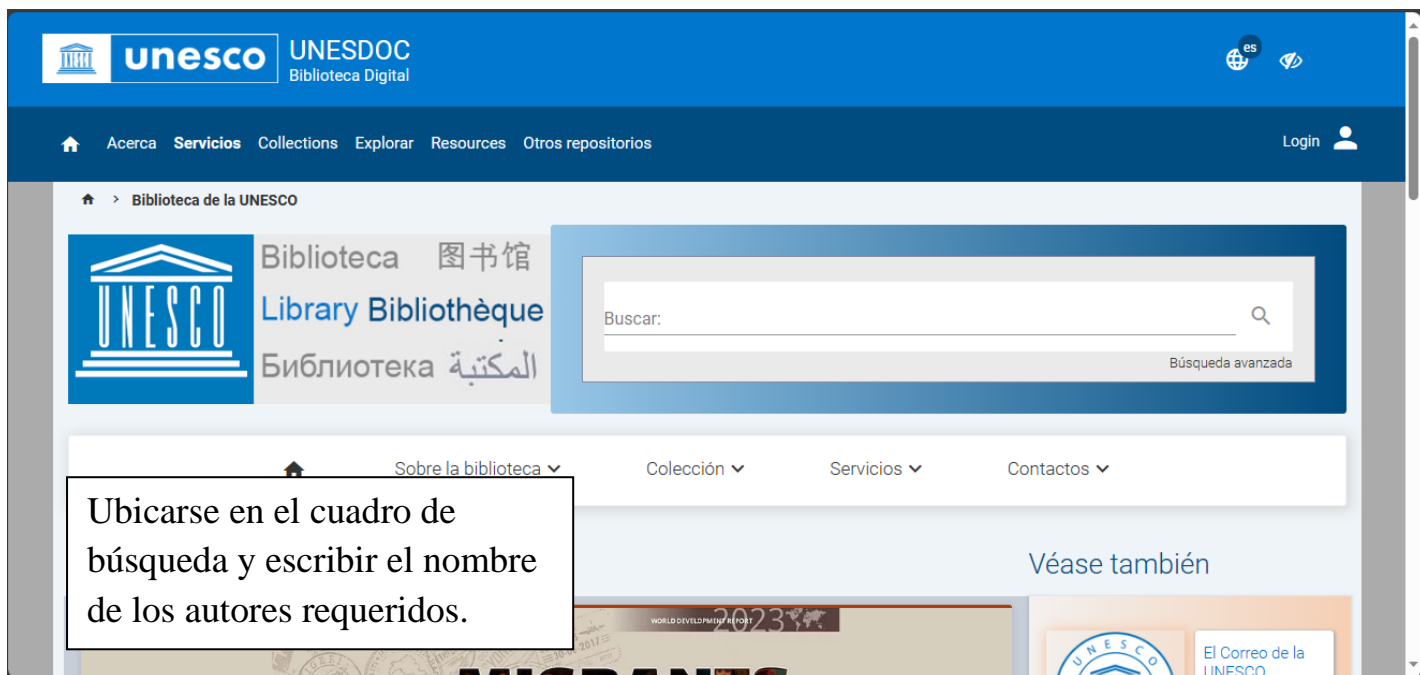 unesco
UNESDOC
Biblioteca Digital
es
Acerca Servicios Collections Explorar Resources Otros repositorios
Login
> Biblioteca de la UNESCO
UNESCO
Biblioteca 图书馆
Library Bibliothèque
Библиотека المكتبة
Buscar:
Búsqueda avanzada
Sobre la biblioteca Colección Servicios Contactos
Ubicarse en el cuadro de
búsqueda y escribir el nombre
de los autores requeridos.
Véase también
WORLD DEVELOPMENT REPORT 2023
MIGRANTS
UNESCO
El Correo de la
UNESCO